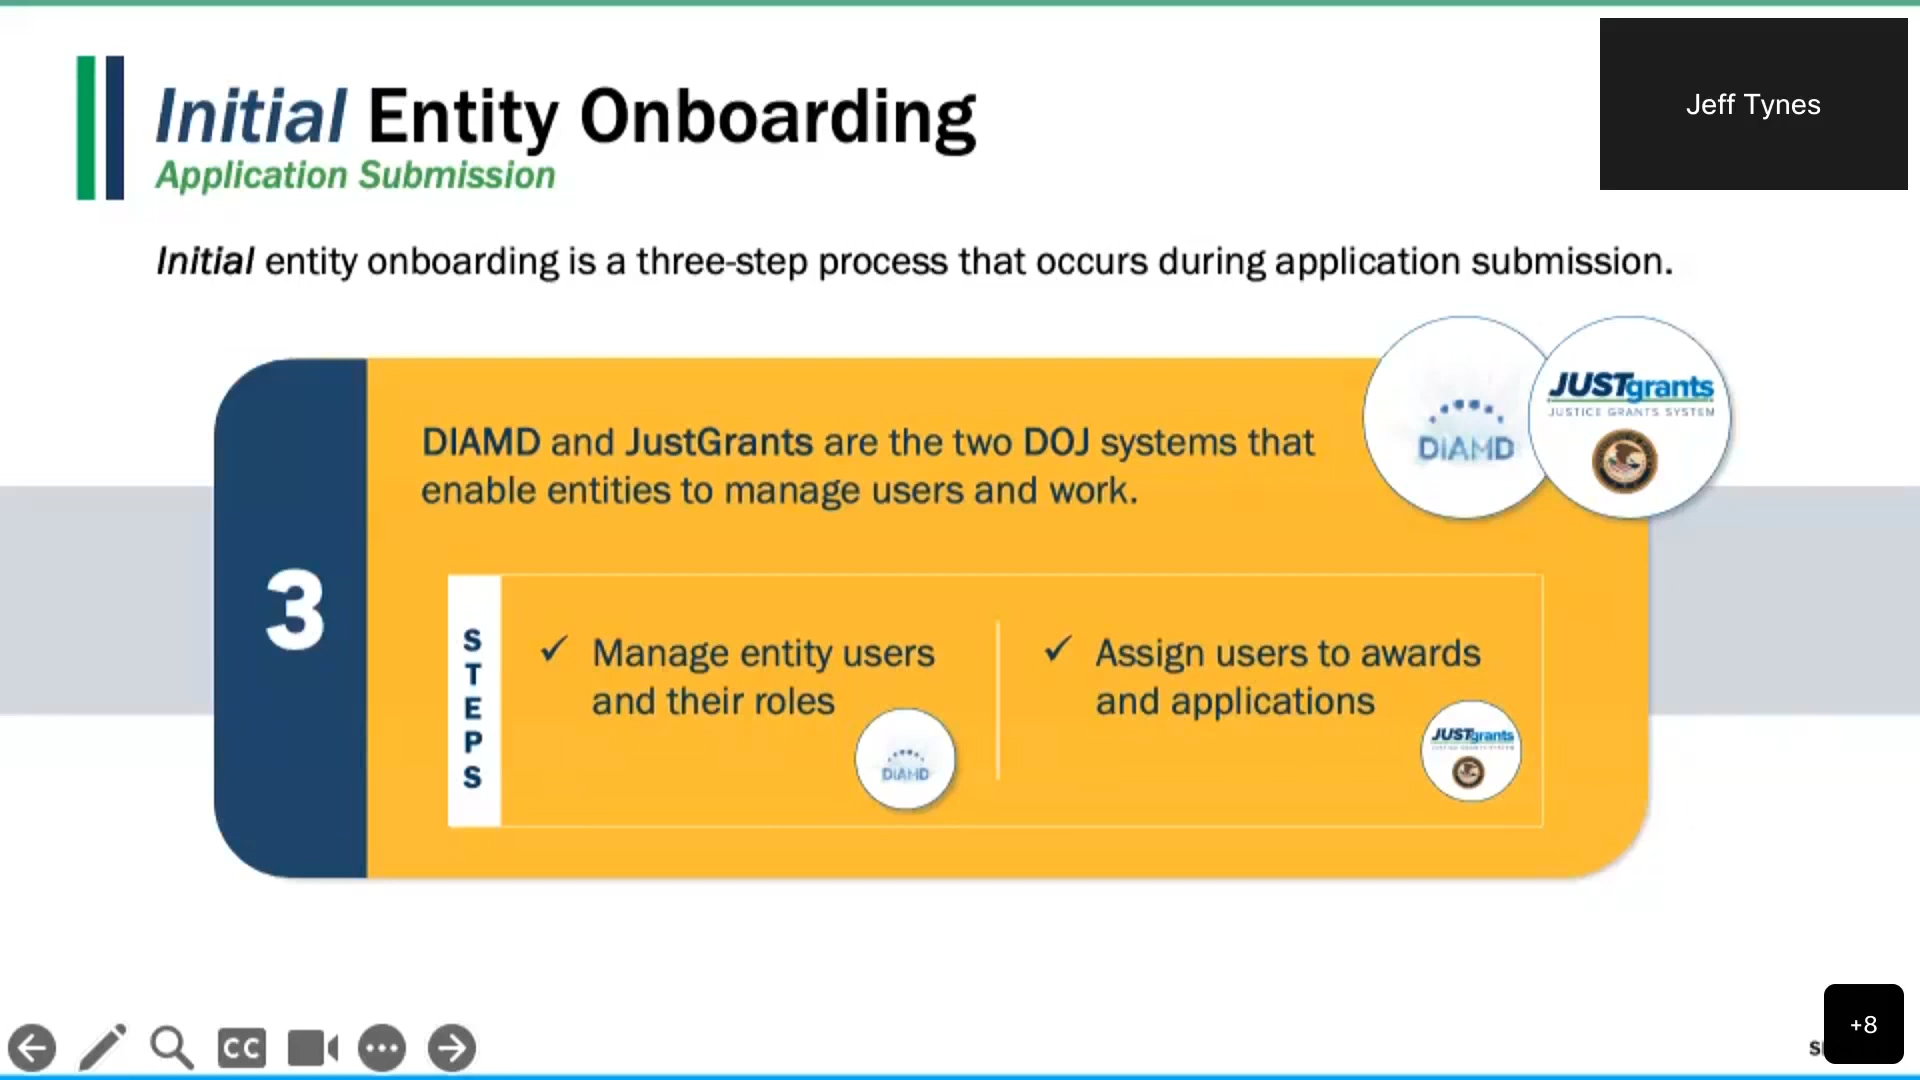 Initial Entity Onboarding
Application Submission
Jeff Tynes
Initial entity onboarding is a three-step process that occurs during application submission.
3
DIAMD and JustGrants are the two DOJ systems that
enable entities to manage users and work.
DIAMD
JUSTgrants
JUSTICE GRANTS SYSTEM
STEPS
✓ Manage entity users
and their roles
DIAMD
✓ Assign users to awards
and applications
JUSTgrants
CC
+8